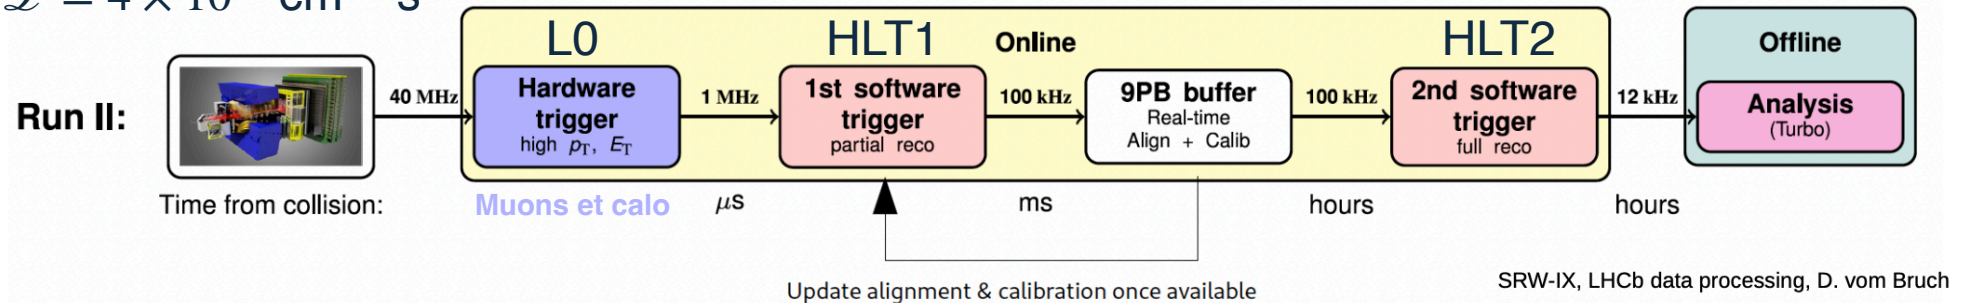 L0
HLT1
Online
HLT2
Offline
Run II:
40 MHz
Hardware
trigger
high pT, ET
1 MHz
1st software
trigger
partial reco
100 kHz
9PB buffer
Real-time
Align + Calib
100 kHz
2nd software
trigger
full reco
12 kHz
Analysis
(Turbo)
Time from collision:
Muons et calo
μs
ms
hours
hours
Update alignment & calibration once available
SRW-IX, LHCb data processing, D. vom Bruch